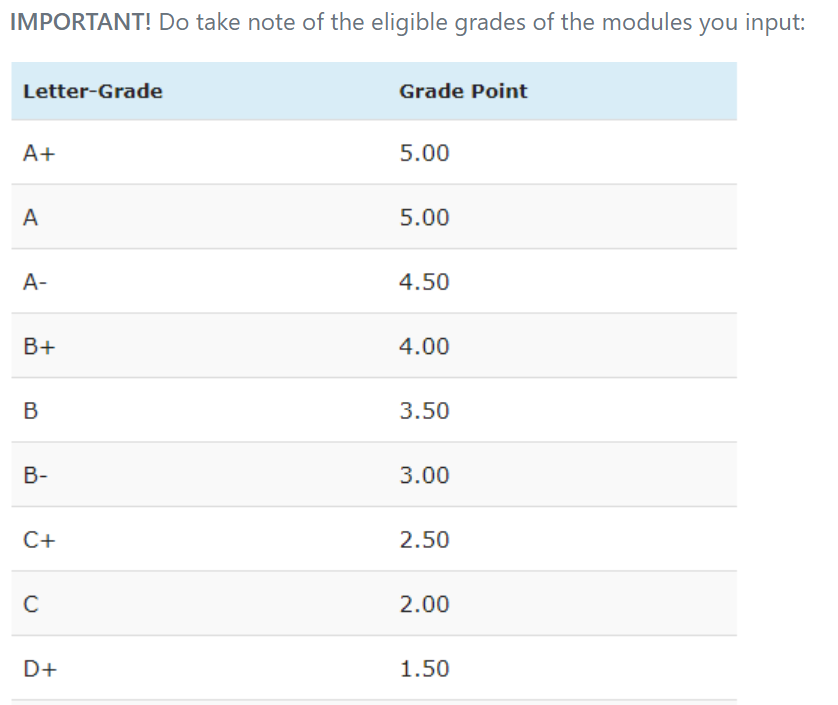 IMPORTANT! Do take note of the eligible grades of the modules you input:
Letter-Grade Grade Point
A+ 5.00
A 5.00
A- 4.50
B+ 4.00
B 3.50
B- 3.00
C+ 2.50
C 2.00
D+ 1.50